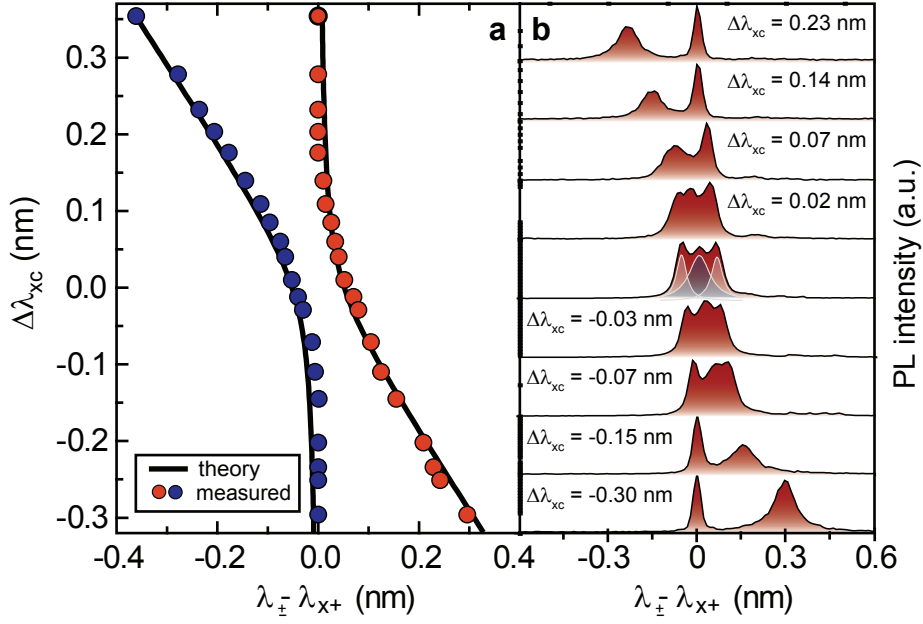 a
b
0.3
0.2
0.1
0.0
-0.1
-0.2
-0.3
Δλxc (nm)
theory
measured
-0.4 -0.2 0.0 0.2 0.4
λ± - λx+ (nm)
Δλxc = 0.23 nm
Δλxc = 0.14 nm
Δλxc = 0.07 nm
Δλxc = 0.02 nm
Δλxc = -0.03 nm
Δλxc = -0.07 nm
Δλxc = -0.15 nm
Δλxc = -0.30 nm
-0.3 0 0.3 0.6
λ± - λx+ (nm)
PL intensity (a.u.)